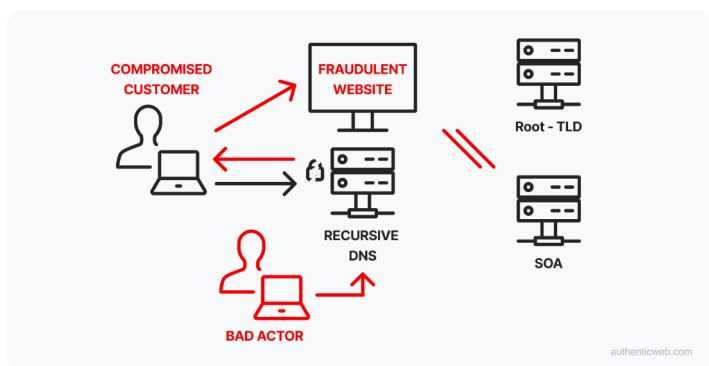 COMPROMISED
CUSTOMER
FRAUDULENT
WEBSITE
Root - TLD
RECURSIVE
DNS
SOA
BAD ACTOR
authenticweb.com